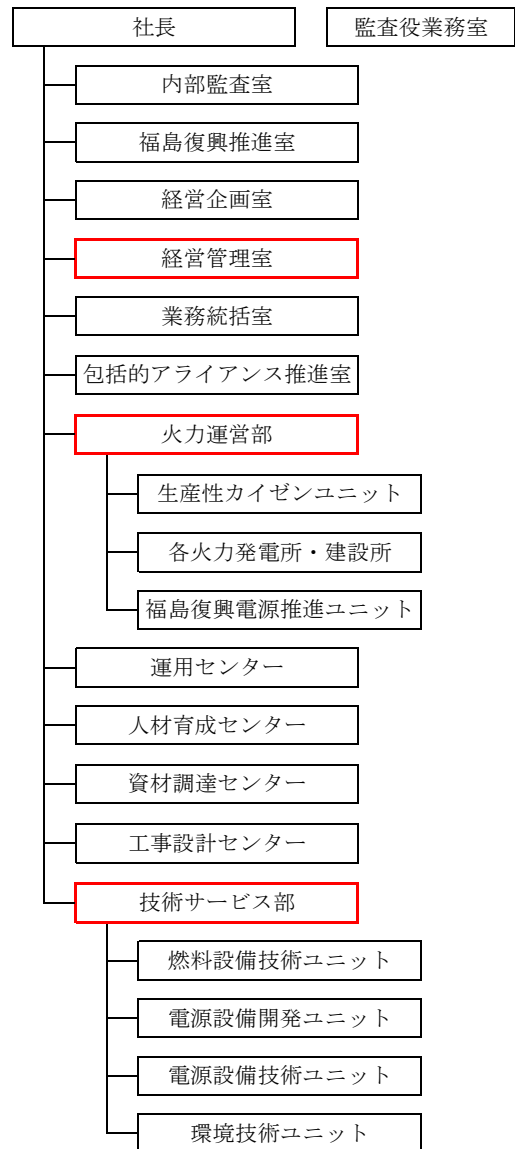 社長
監査役業務室
内部監査室
福島復興推進室
経営企画室
経営管理室
業務統括室
包括的アライアンス推進室
火力運営部
生産性カイゼンユニット
各火力発電所・建設所
福島復興電源推進ユニット
運用センター
人材育成センター
資材調達センター
工事設計センター
技術サービス部
燃料設備技術ユニット
電源設備開発ユニット
電源設備技術ユニット
環境技術ユニット